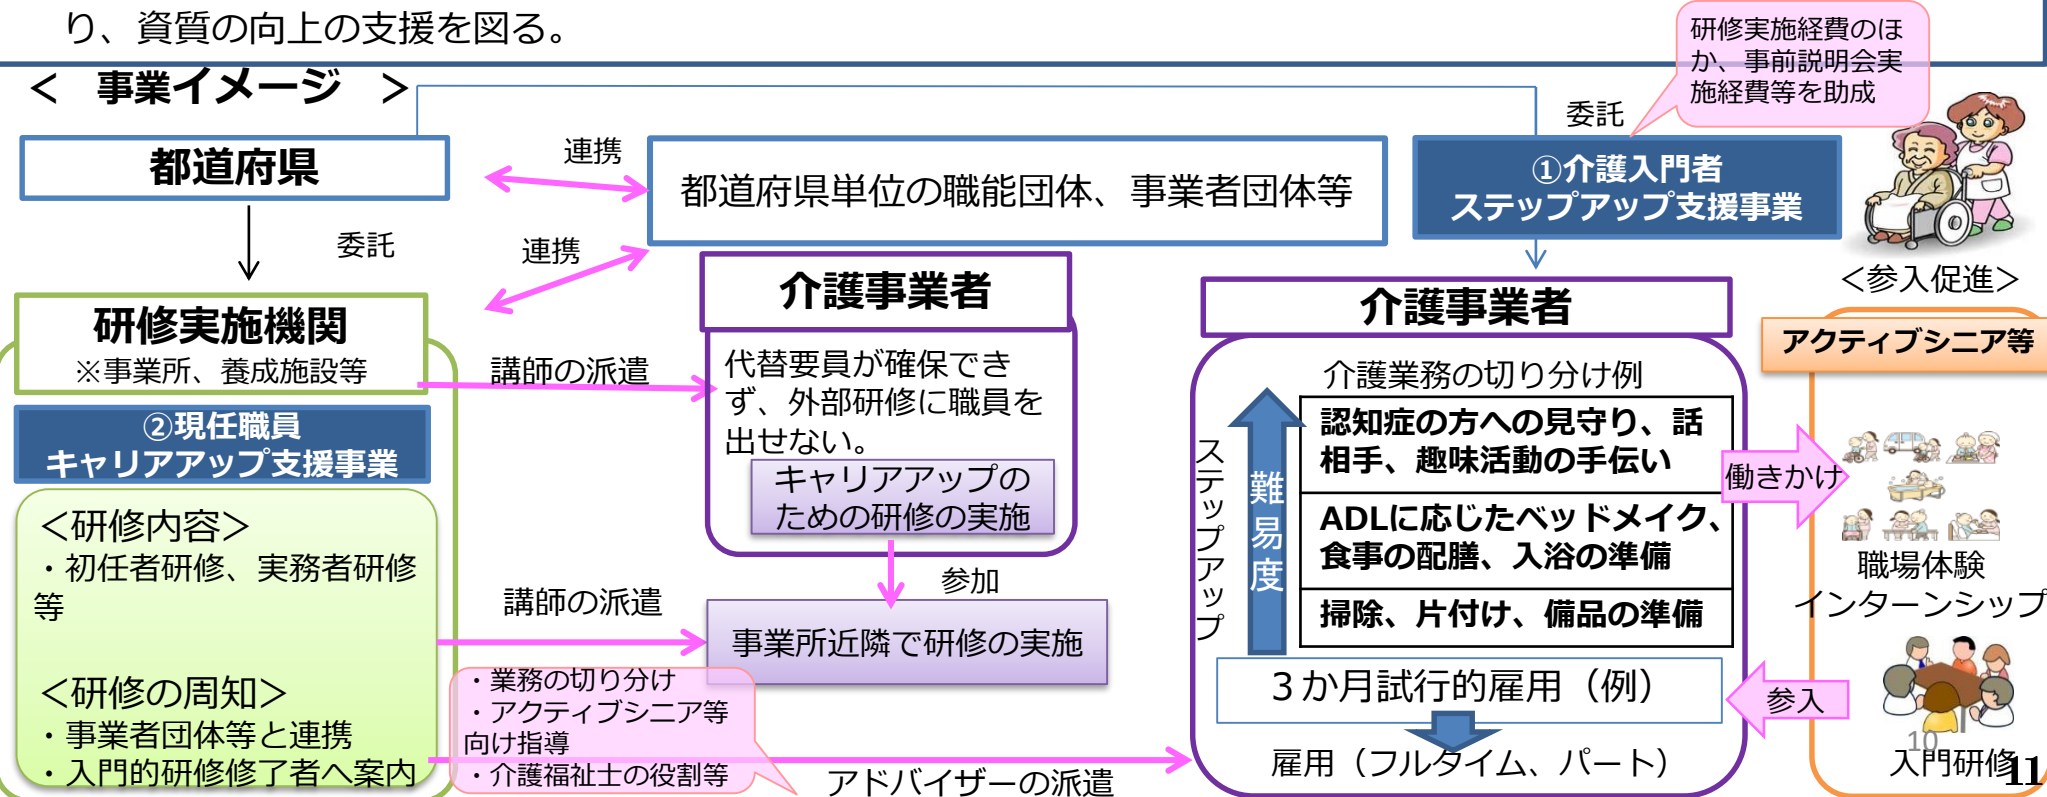 り、資質の向上の支援を図る。
研修実施経費のほ
か、事前説明会実
施経費等を助成
＜　事業イメージ　＞
委託
都道府県
連携
都道府県単位の職能団体、事業者団体等
①介護入門者
ステップアップ支援事業
委託
連携
＜参入促進＞
研修実施機関
※事業所、養成施設等
介護事業者
介護事業者
アクティブシニア等
講師の派遣
代替要員が確保でき
ず、外部研修に職員を
出せない。
キャリアアップの
ための研修の実施
②現任職員
キャリアアップ支援事業
介護業務の切り分け例
ステップアップ
難易度
認知症の方への見守り、話
相手、趣味活動の手伝い
ADLに応じたベッドメイク、
食事の配膳、入浴の準備
掃除、片付け、備品の準備
働きかけ
職場体験
インターンシップ
＜研修内容＞
・初任者研修、実務者研修
等
講師の派遣
参加
事業所近隣で研修の実施
＜研修の周知＞
・事業者団体等と連携
・入門的研修修了者へ案内
・業務の切り分け
・アクティブシニア等
向け指導
・介護福祉士の役割等
アドバイザーの派遣
３か月試行的雇用（例）
雇用（フルタイム、パート）
参入
10
入門研修
11